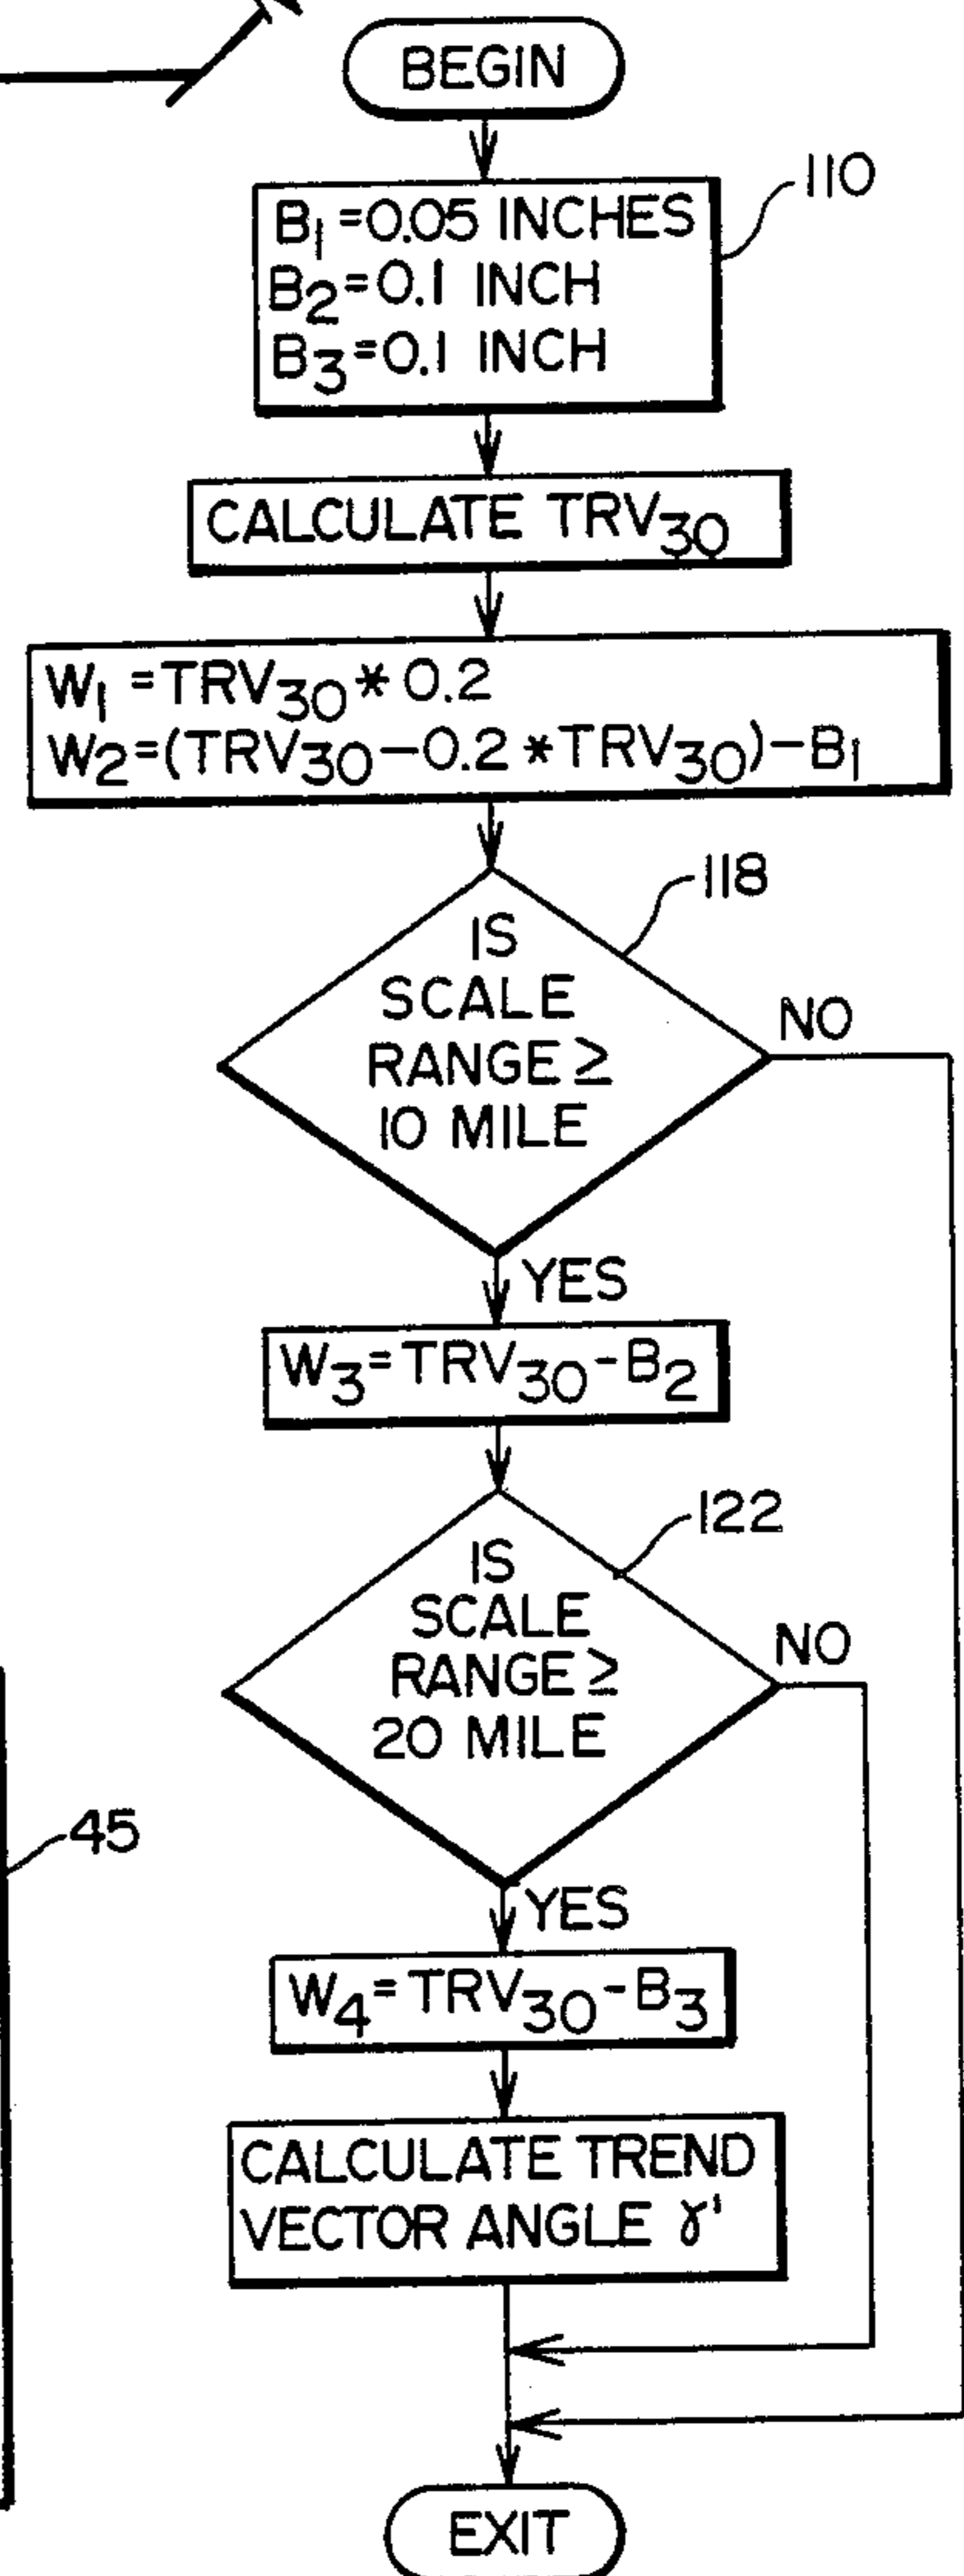 BEGIN
110
B1=0.05 INCHES
B2=0.1 INCH
B3=0.1 INCH
CALCULATE TRV30
W1=TRV30*0.2
W2=(TRV30-0.2*TRV30)-B1
118
IS
SCALE
RANGE≥
10 MILE
NO
YES
W3=TRV30-B2
122
IS
SCALE
RANGE≥
20 MILE
NO
45
YES
W4=TRV30-B3
CALCULATE TREND
VECTOR ANGLE γ'
EXIT